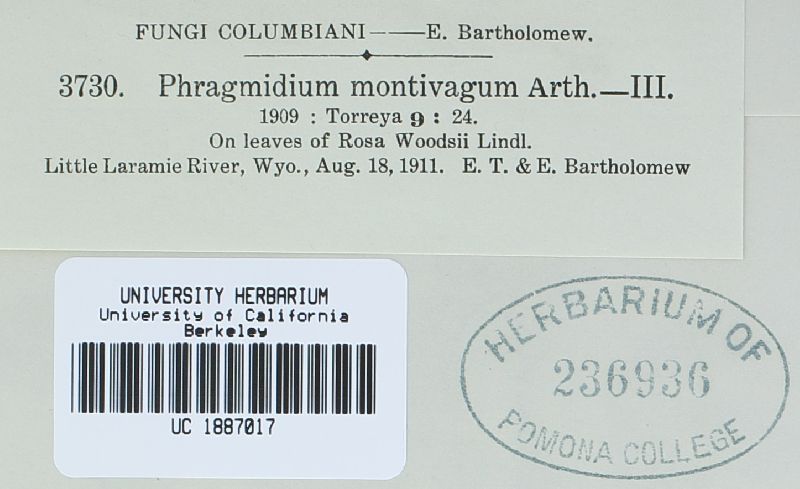 FUNGI COLUMBIANI——E. Bartholomew.
3730. Phragmidium montivagum Arth.—III.
1909 : Torreya 9 : 24.
On leaves of Rosa Woodsii Lindl.
Little Laramie River, Wyo., Aug. 18, 1911. E. T. & E. Bartholomew
UNIVERSITY HERBARIUM
University of California
Berkeley
UC 1887017
HERBARIUM OF
236936
POMONA COLLEGE